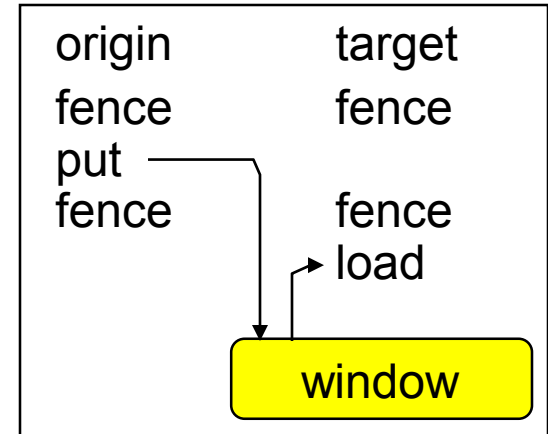 origin target
fence fence
put
fence fence
load
window